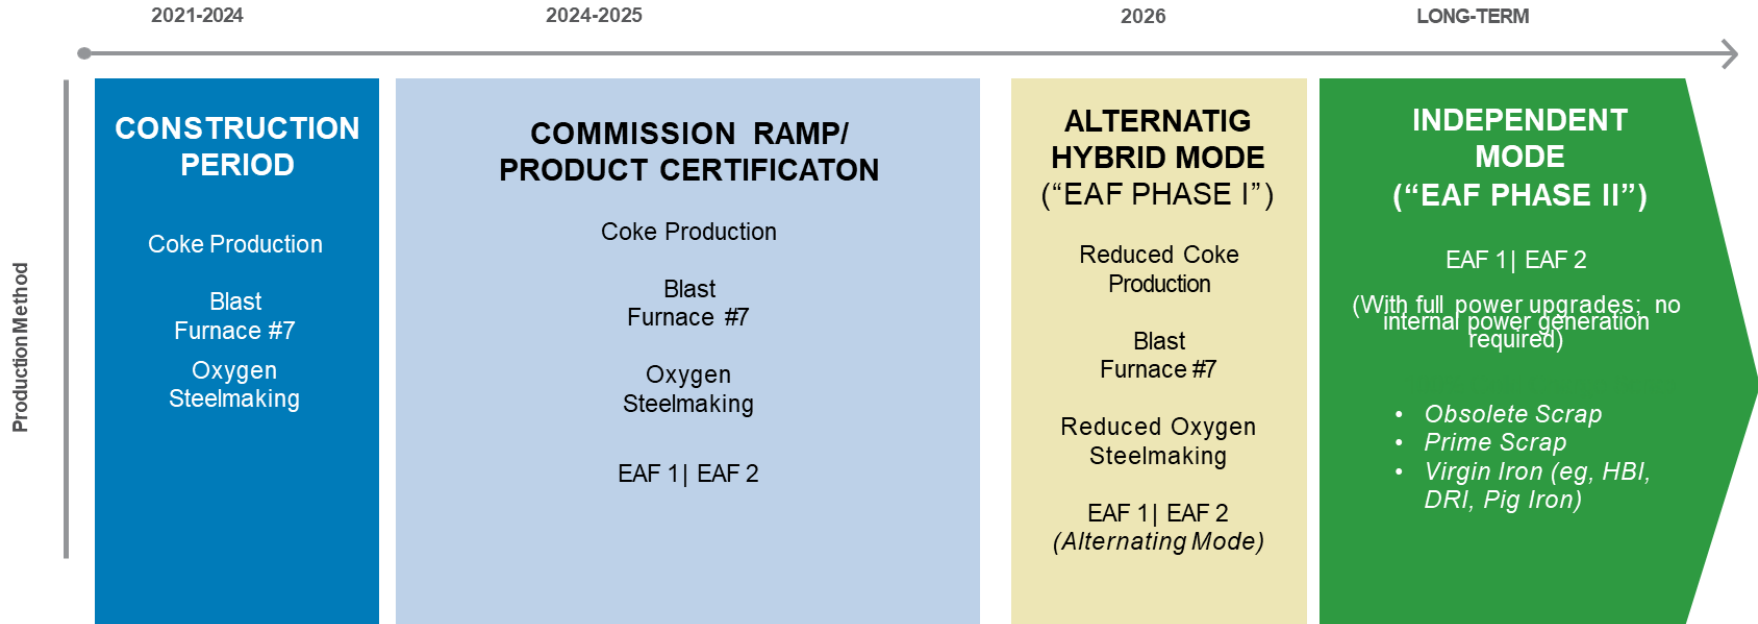 2021-2024
2024-2025
2026
LONG-TERM
Production Method
CONSTRUCTION
PERIOD
Coke Production
Blast
Furnace #7
Oxygen
Steelmaking
COMMISSION RAMP/
PRODUCT CERTIFICATON
Coke Production
Blast
Furnace #7
Oxygen
Steelmaking
EAF 1| EAF 2
ALTERNATIG
HYBRID MODE
(“EAF PHASE I”)
Reduced Coke
Production
Blast
Furnace #7
Reduced Oxygen
Steelmaking
EAF 1| EAF 2
(Alternating Mode)
INDEPENDENT
MODE
(“EAF PHASE II”)
EAF 1| EAF 2
(With full power upgrades; no
internal power generation
required)
• Obsolete Scrap
• Prime Scrap
• Virgin Iron (eg, HBI,
DRI, Pig Iron)